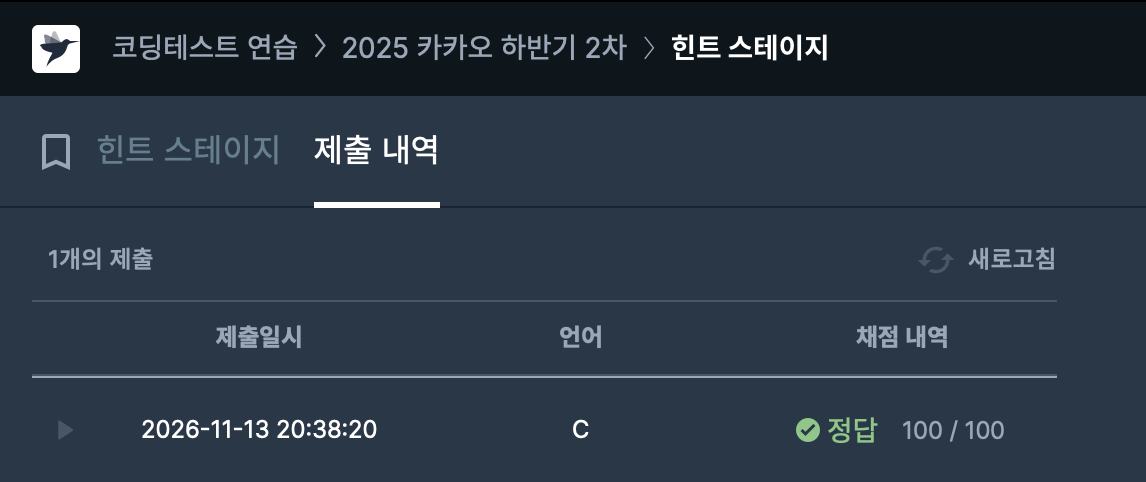 코딩테스트 연습 > 2025 카카오 하반기 2차 > 힌트 스테이지
힌트 스테이지 제출 내역
1개의 제출 새로고침
제출일시 언어 채점 내역
2026-11-13 20:38:20 C 정답 100 / 100